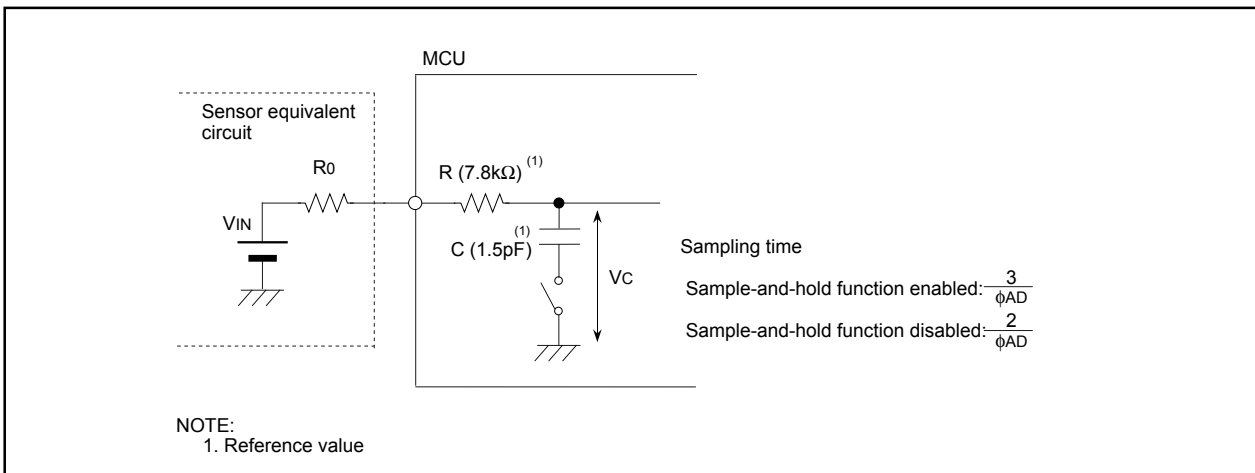 MCU
Sensor equivalent
circuit
R0
R (7.8kΩ) (1)
VIN
(1)
C (1.5pF)
VC
Sampling time
Sample-and-hold function enabled: 3
ϕAD
Sample-and-hold function disabled: 2
ϕAD
NOTE:
1. Reference value